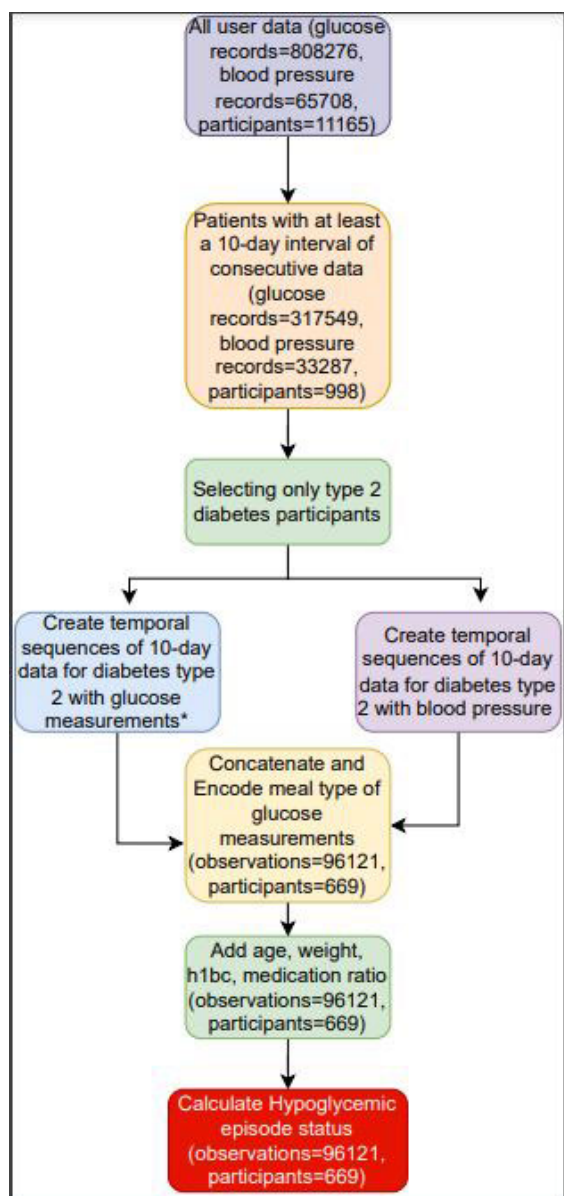 All user data (glucose
records=808276,
blood pressure
records=65708,
participants=11165)
Patients with at least
a 10-day interval of
consecutive data
(glucose
records=317549,
blood pressure
records=33287,
participants=998)
Selecting only type 2
diabetes participants
Create temporal
sequences of 10-day
data for diabetes type
2 with glucose
measurements*
Create temporal
sequences of 10-day
data for diabetes type
2 with blood pressure
Concatenate and
Encode meal type of
glucose
measurements
(observations=96121,
participants=669)
Add age, weight,
h1bc, medication ratio
(observations=96121,
participants=669)
Calculate Hypoglycemic
episode status
(observations=96121,
participants=669)